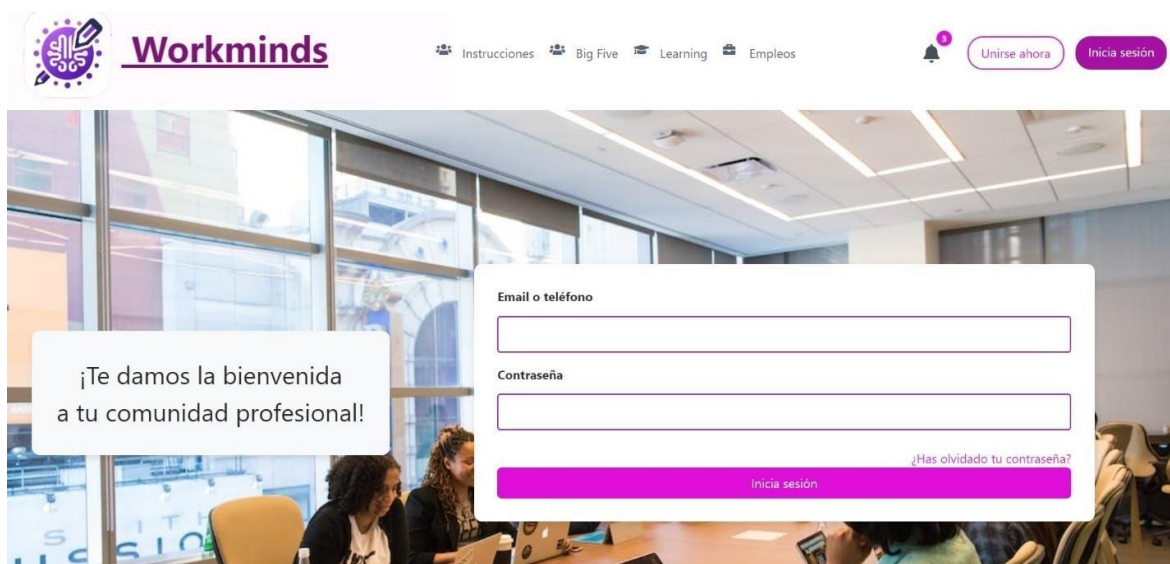 Workminds
Instrucciones Big Five Learning Empleos
3
Unirse ahora
Inicia sesión
Email o teléfono
Contraseña
¡Te damos la bienvenida
a tu comunidad profesional!
¿Has olvidado tu contraseña?
Inicia sesión